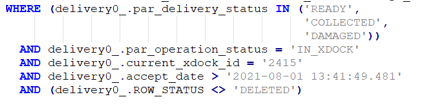 WHERE (delivery0_.par_delivery_status IN ('READY',
'COLLECTED',
'DAMAGED'))
AND delivery0_.par_operation_status = 'IN_XDOCK'
AND delivery0_.current_xdock_id = '2415'
AND delivery0_.accept_date > '2021-08-01 13:41:49.481'
AND (delivery0_.ROW_STATUS <> 'DELETED')